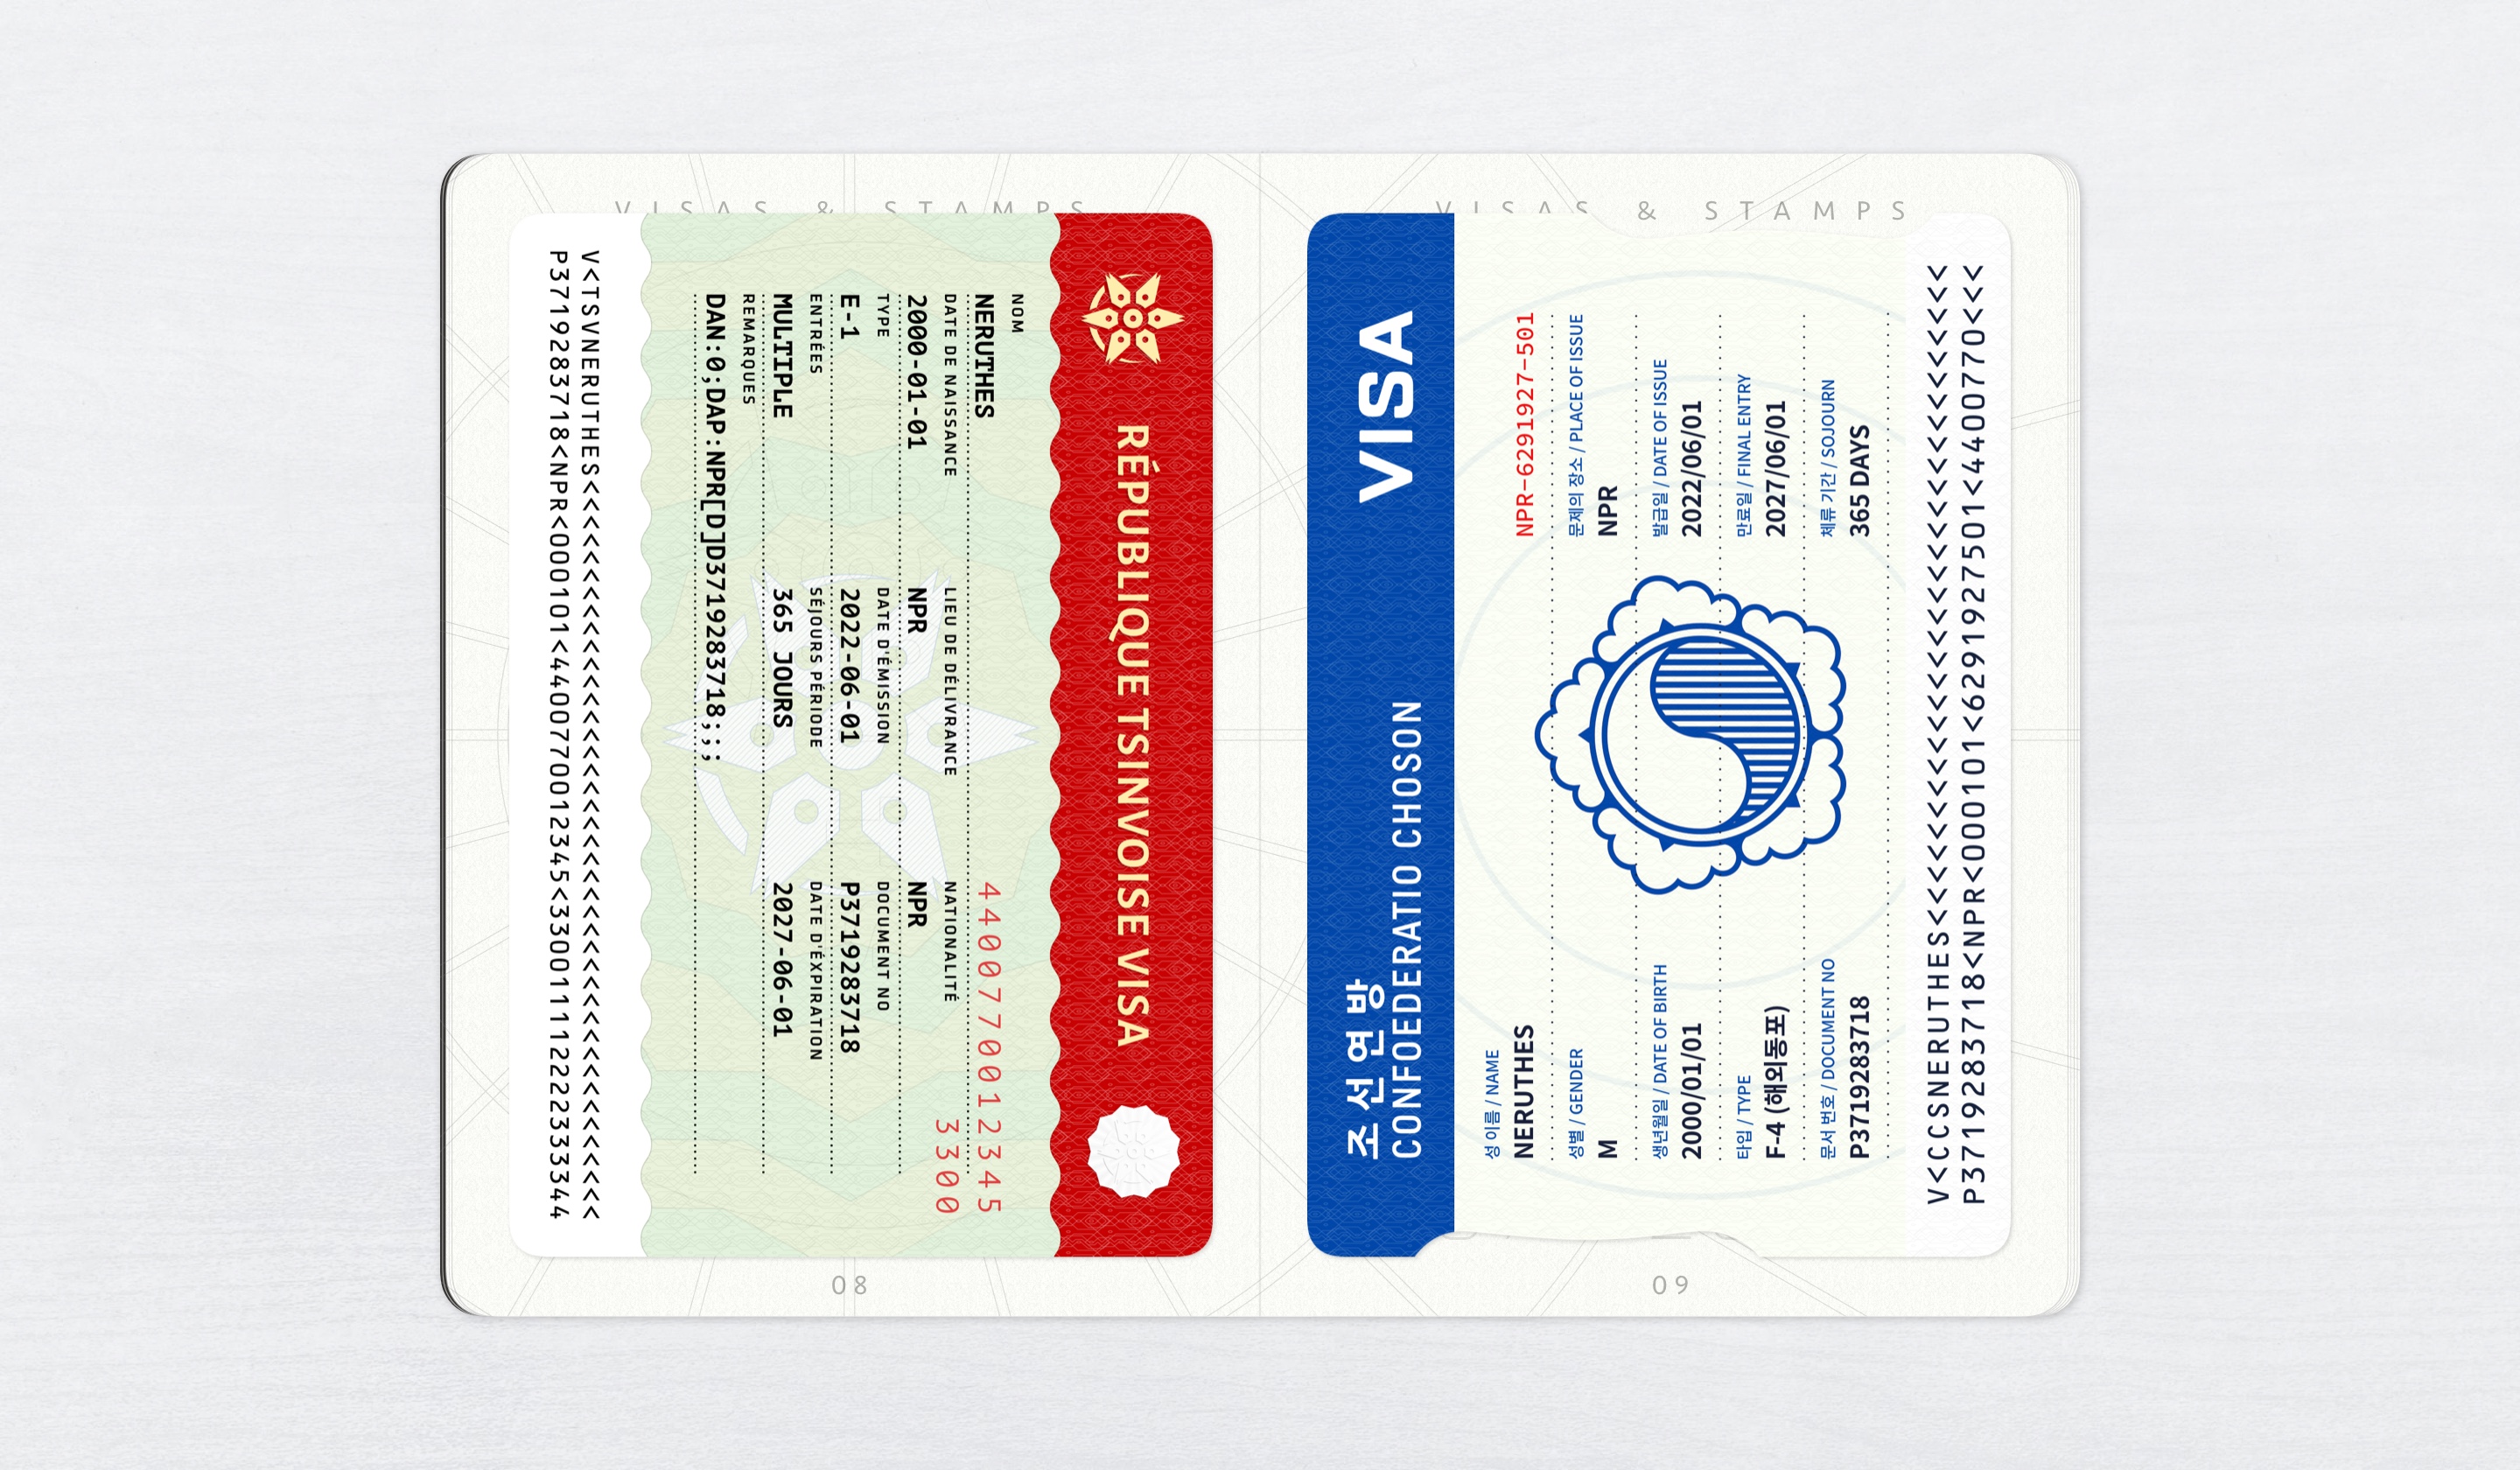 VISAS & STAMPS
RÉPUBLIQUE TSINVOISE VISA
NOM
NERUTHES
4400770012345
3300
DATE DE NAISSANCE LIEU DE DÉLIVRANCE NATIONALITÉ
2000-01-01 NPR NPR
TYPE DATE D'ÉMISSION DOCUMENT NO
E-1 2022-06-01 P3719283718
ENTRÉES SÉJOURS PÉRIODE DATE D'ÉXPIRATION
MULTIPLE 365 JOURS 2027-06-01
REMARQUES
DAN:0;DAP:NPR[D]D3719283718;;;
V<TSVNERUTHES<<<<<<<<<<<<<<<<<<<<<<<<<<<<<<<<<<<<<<<<<<
P3719283718<NPR<000101<4400770012345<330011112222333344
08
VISAS & STAMPS
조선연방
CONFOEDERATIO CHOSON
VISA
성 이름 / NAME
NERUTHES NPR-6291927-501
성별 / GENDER 문제의 장소 / PLACE OF ISSUE
M NPR
생년월일 / DATE OF BIRTH 발급일 / DATE OF ISSUE
2000/01/01 2022/06/01
타입 / TYPE 만료일 / FINAL ENTRY
F-4 (해외동포) 2027/06/01
문서 번호 / DOCUMENT NO 체류 기간 / SOJOURN
P3719283718 365 DAYS
V<CCSNERUTHES<<<<<<<<<<<<<<<<<<<<<<<<<<<<<<<
P3719283718<NPR<000101<6291927501<4400770<<<
09